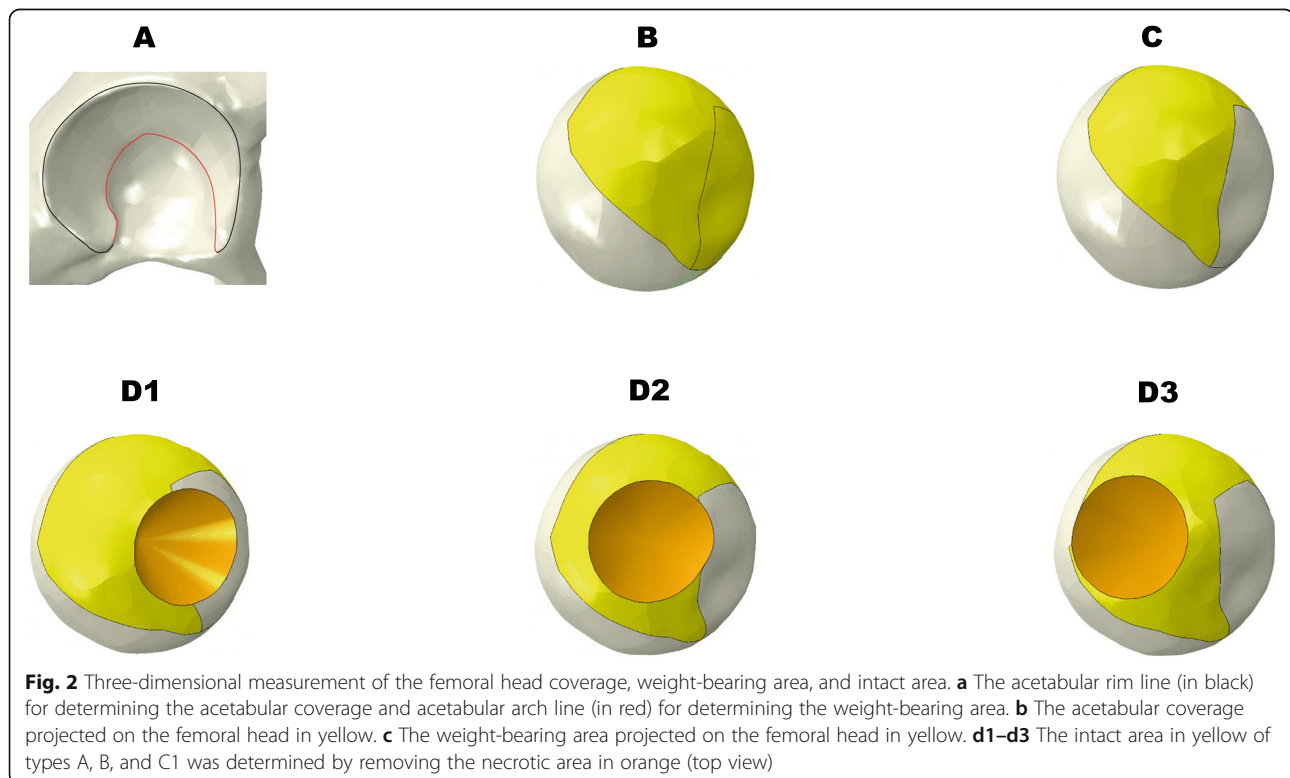 A
B
C
D1
D2
D3
Fig. 2 Three-dimensional measurement of the femoral head coverage, weight-bearing area, and intact area. a The acetabular rim line (in black)
for determining the acetabular coverage and acetabular arch line (in red) for determining the weight-bearing area. b The acetabular coverage
projected on the femoral head in yellow. c The weight-bearing area projected on the femoral head in yellow. d1–d3 The intact area in yellow of
types A, B, and C1 was determined by removing the necrotic area in orange (top view)